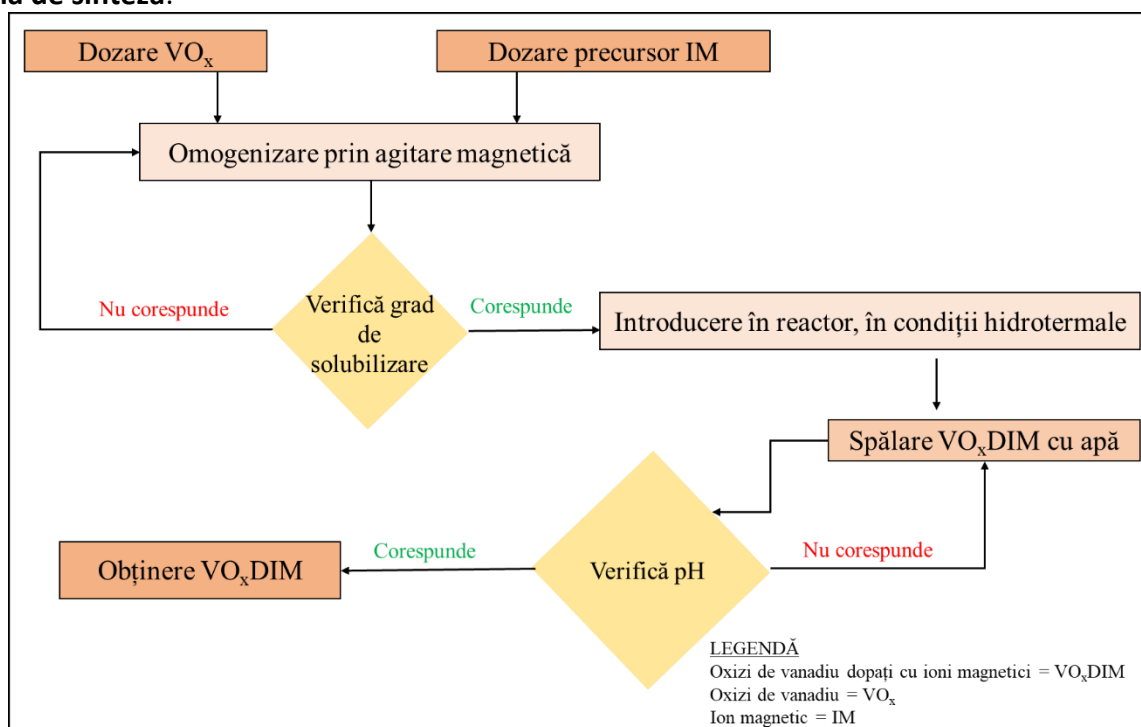 de sinteză.
Dozare VOx
Dozare precursor IM
Omogenizare prin agitare magnetică
Nu corespunde
Verifică grad
de
solubilizare
Corespunde
Introducere în reactor, în condiții hidrotermale
Spălare VOxDIM cu apă
Obținere VOxDIM
Corespunde
Verifică pH
Nu corespunde
LEGENDĂ
Oxizi de vanadiu dopați cu ioni magnetici = VOxDIM
Oxizi de vanadiu = VOx
Ion magnetic = IM